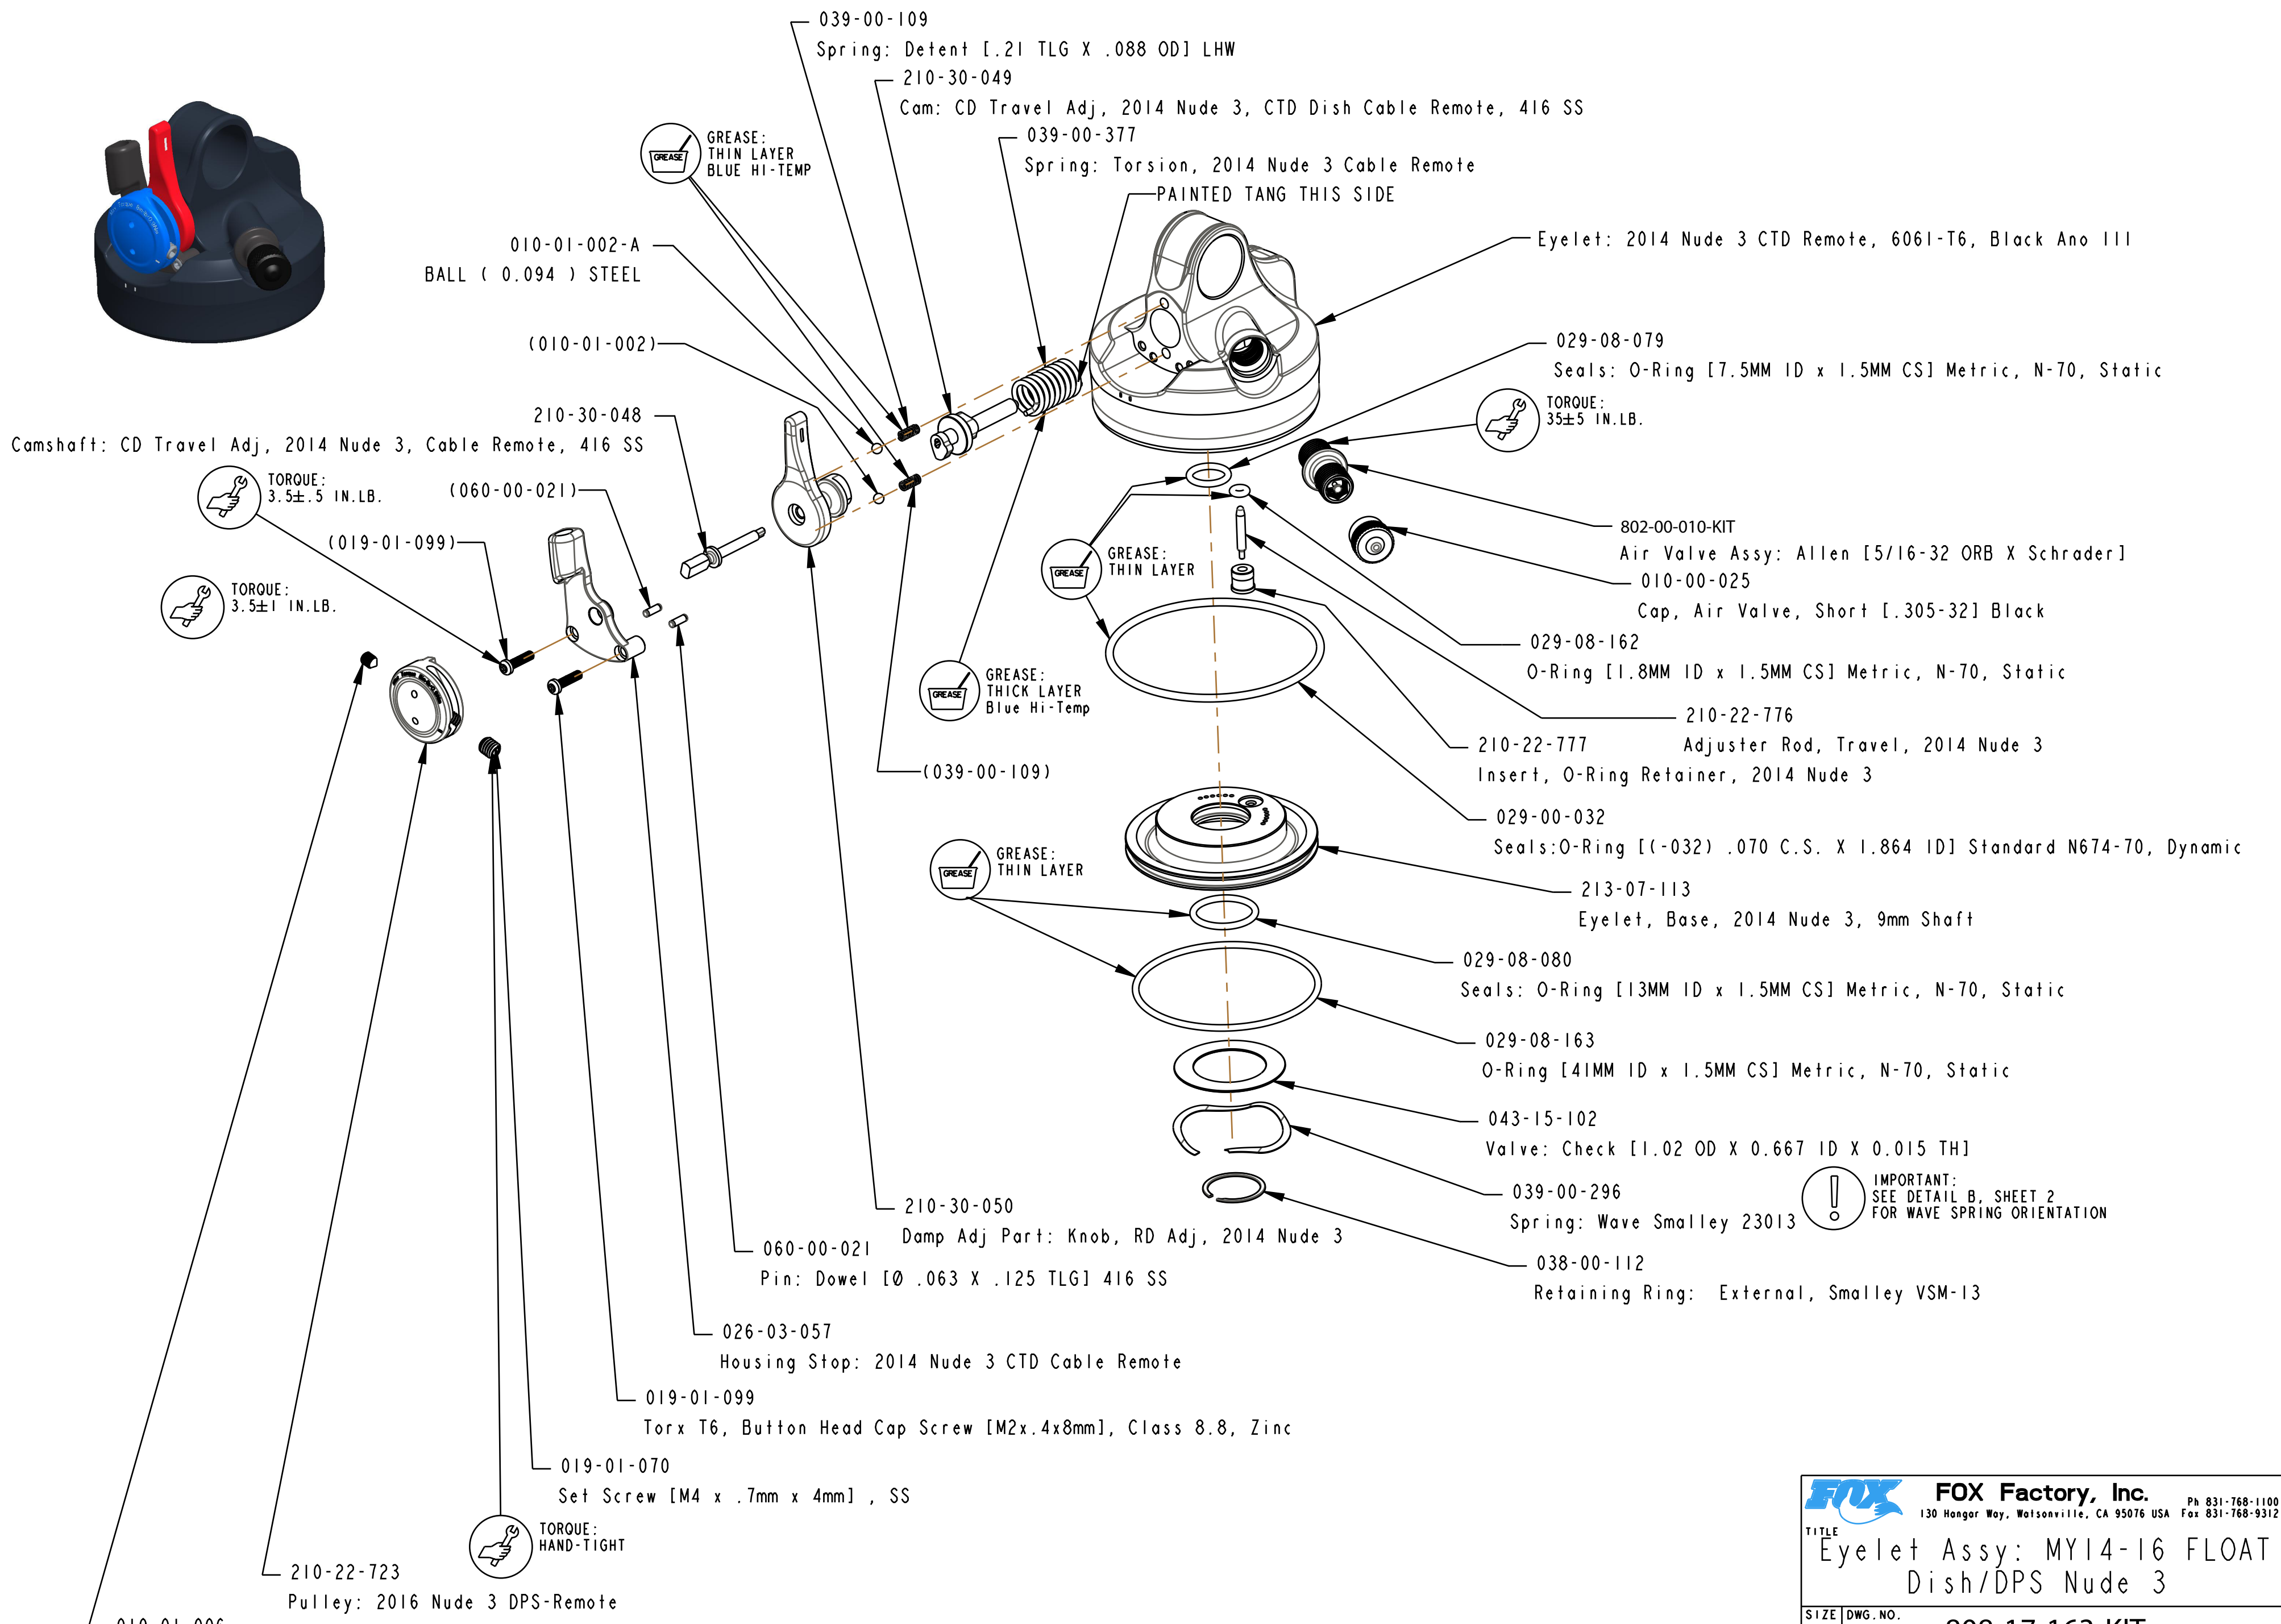 039-00-109
Spring: Detent [.21 TLG X .088 OD] LHW
210-30-049
Cam: CD Travel Adj, 2014 Nude 3, CTD Dish Cable Remote, 416 SS
039-00-377
Spring: Torsion, 2014 Nude 3 Cable Remote
PAINTED TANG THIS SIDE
GREASE
GREASE:
THIN LAYER
BLUE HI-TEMP
010-01-002-A
BALL ( 0.094 ) STEEL
(010-01-002)
210-30-048
Camshaft: CD Travel Adj, 2014 Nude 3, Cable Remote, 416 SS
TORQUE:
3.5±.5 IN.LB.
(060-00-021)
(019-01-099)
TORQUE:
3.5±1 IN.LB.
Eyelet: 2014 Nude 3 CTD Remote, 6061-T6, Black Ano III
029-08-079
Seals: O-Ring [7.5MM ID x 1.5MM CS] Metric, N-70, Static
TORQUE:
35±5 IN.LB.
802-00-010-KIT
Air Valve Assy: Allen [5/16-32 ORB X Schrader]
010-00-025
Cap, Air Valve, Short [.305-32] Black
GREASE
GREASE:
THIN LAYER
029-08-162
O-Ring [1.8MM ID x 1.5MM CS] Metric, N-70, Static
GREASE
GREASE:
THICK LAYER
Blue Hi-Temp
210-22-776
Adjuster Rod, Travel, 2014 Nude 3
210-22-777
Insert, O-Ring Retainer, 2014 Nude 3
(039-00-109)
029-00-032
Seals:O-Ring [(-032) .070 C.S. X 1.864 ID] Standard N674-70, Dynamic
GREASE
GREASE:
THIN LAYER
213-07-113
Eyelet, Base, 2014 Nude 3, 9mm Shaft
029-08-080
Seals: O-Ring [13MM ID x 1.5MM CS] Metric, N-70, Static
029-08-163
O-Ring [41MM ID x 1.5MM CS] Metric, N-70, Static
043-15-102
Valve: Check [1.02 OD X 0.667 ID X 0.015 TH]
039-00-296
Spring: Wave Smalley 23013
IMPORTANT:
SEE DETAIL B, SHEET 2
FOR WAVE SPRING ORIENTATION
038-00-112
Retaining Ring: External, Smalley VSM-13
210-30-050
Damp Adj Part: Knob, RD Adj, 2014 Nude 3
060-00-021
Pin: Dowel [Ø .063 X .125 TLG] 416 SS
026-03-057
Housing Stop: 2014 Nude 3 CTD Cable Remote
019-01-099
Torx T6, Button Head Cap Screw [M2x.4x8mm], Class 8.8, Zinc
019-01-070
Set Screw [M4 x .7mm x 4mm] , SS
TORQUE:
HAND-TIGHT
210-22-723
Pulley: 2016 Nude 3 DPS-Remote
FOX
FOX Factory, Inc.
130 Hangar Way, Watsonville, CA 95076 USA
Ph 831-768-1100
Fax 831-768-9312
TITLE
Eyelet Assy: MY14-16 FLOAT
Dish/DPS Nude 3
SIZE
DWG. NO.